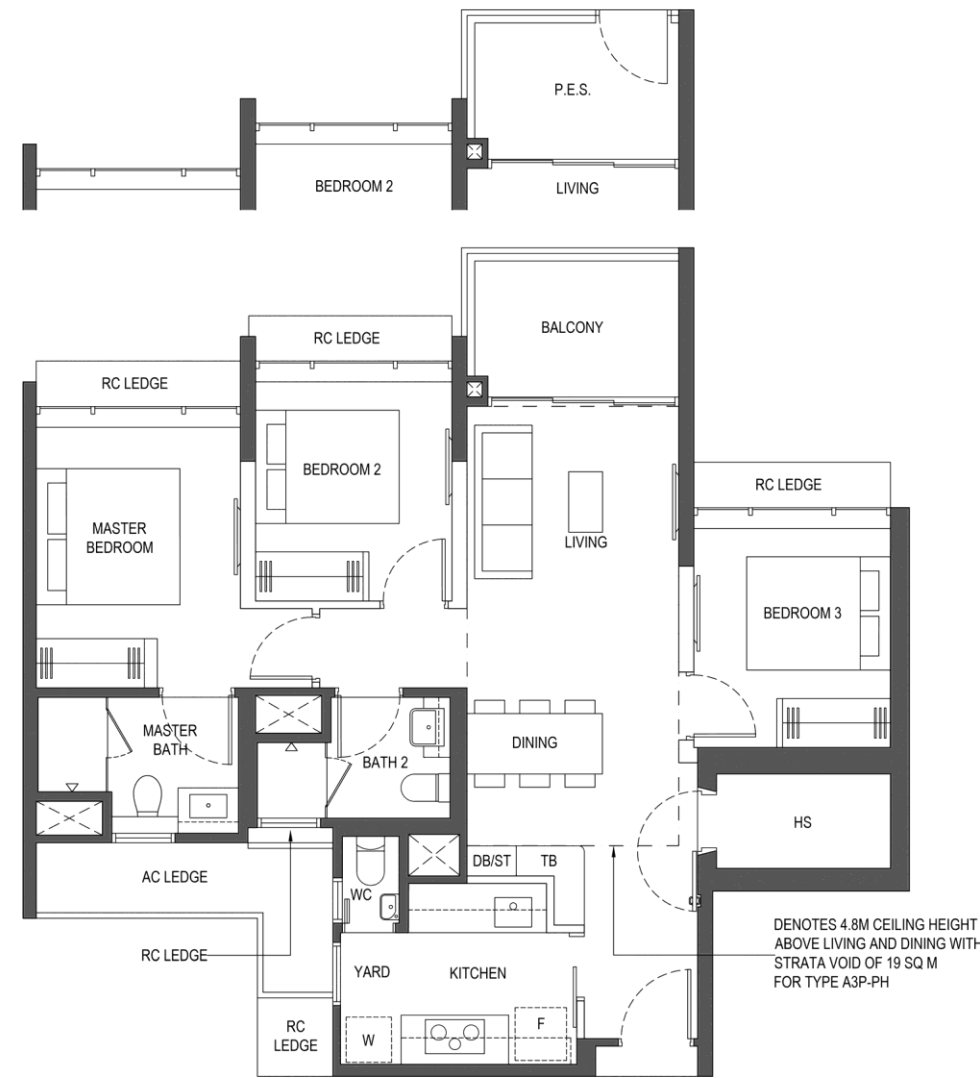 P.E.S.
BEDROOM 2
LIVING
BALCONY
RC LEDGE
RC LEDGE
BEDROOM 2
RC LEDGE
MASTER
BEDROOM
LIVING
BEDROOM 3
MASTER
BATH
DINING
BATH 2
HS
DB/ST
TB
AC LEDGE
WC
RC LEDGE
YARD
KITCHEN
DENOTES 4.8M CEILING HEIGHT
ABOVE LIVING AND DINING WITH
STRATA VOID OF 19 SQ M
FOR TYPE A3P-PH
RC
LEDGE
W
F